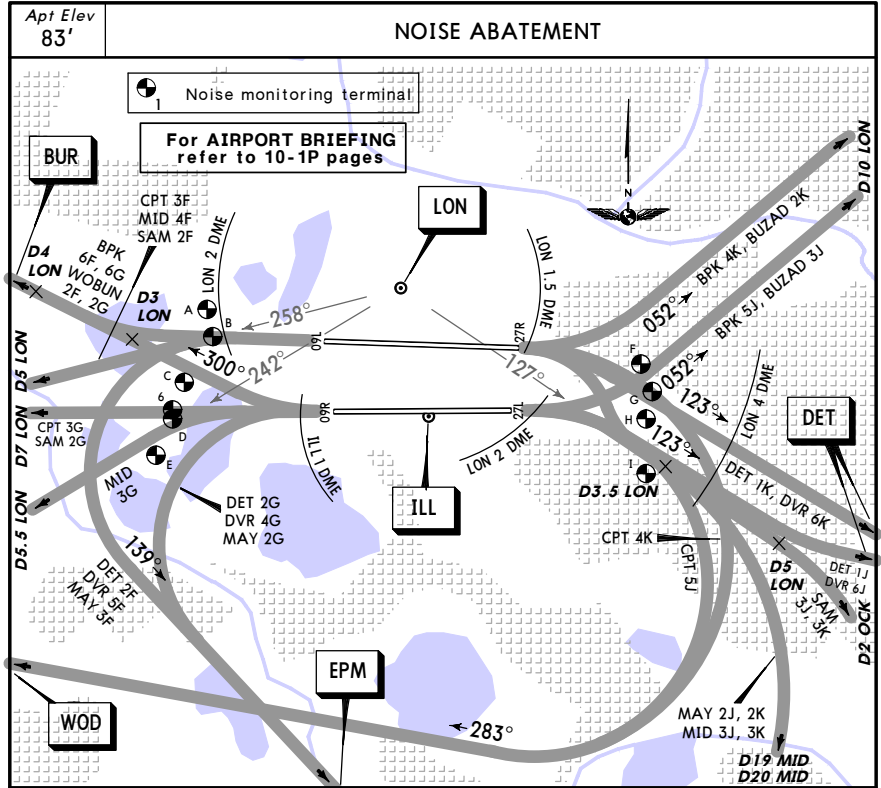 Apt Elev
83'
NOISE ABATEMENT
1
Noise monitoring terminal
For AIRPORT BRIEFING
refer to 10-1P pages
BUR
CPT 3F
MID 4F
SAM 2F
LON
N
D10 LON
D4
LON
BPK
6F, 6G
WOBUN
2F, 2G
D3
LON
LON 2 DME
LON 1.5 DME
052°
BPK 4K, BUZAD 2K
A
B
258°
09L
27R
052°
BPK 5J, BUZAD 3J
F
300°
242°
127°
C
D5 LON
G
123°
LON 4 DME
6
09R
27L
H
123°
DET
D7 LON
CPT 3G
SAM 2G
D
ILL 1 DME
LON 2 DME
E
I
D3.5 LON
DET 1K, DVR 6K
MID
3G
DET 2G
DVR 4G
MAY 2G
ILL
D5.5 LON
CPT 4K
CPT 5J
139°
DET 2F
DVR 5F
MAY 3F
D5
LON
DET 1J
DVR 6J
SAM
3J, 3K
D2 OCK
EPM
WOD
283°
MAY 2J, 2K
MID 3J, 3K
D19 MID
D20 MID